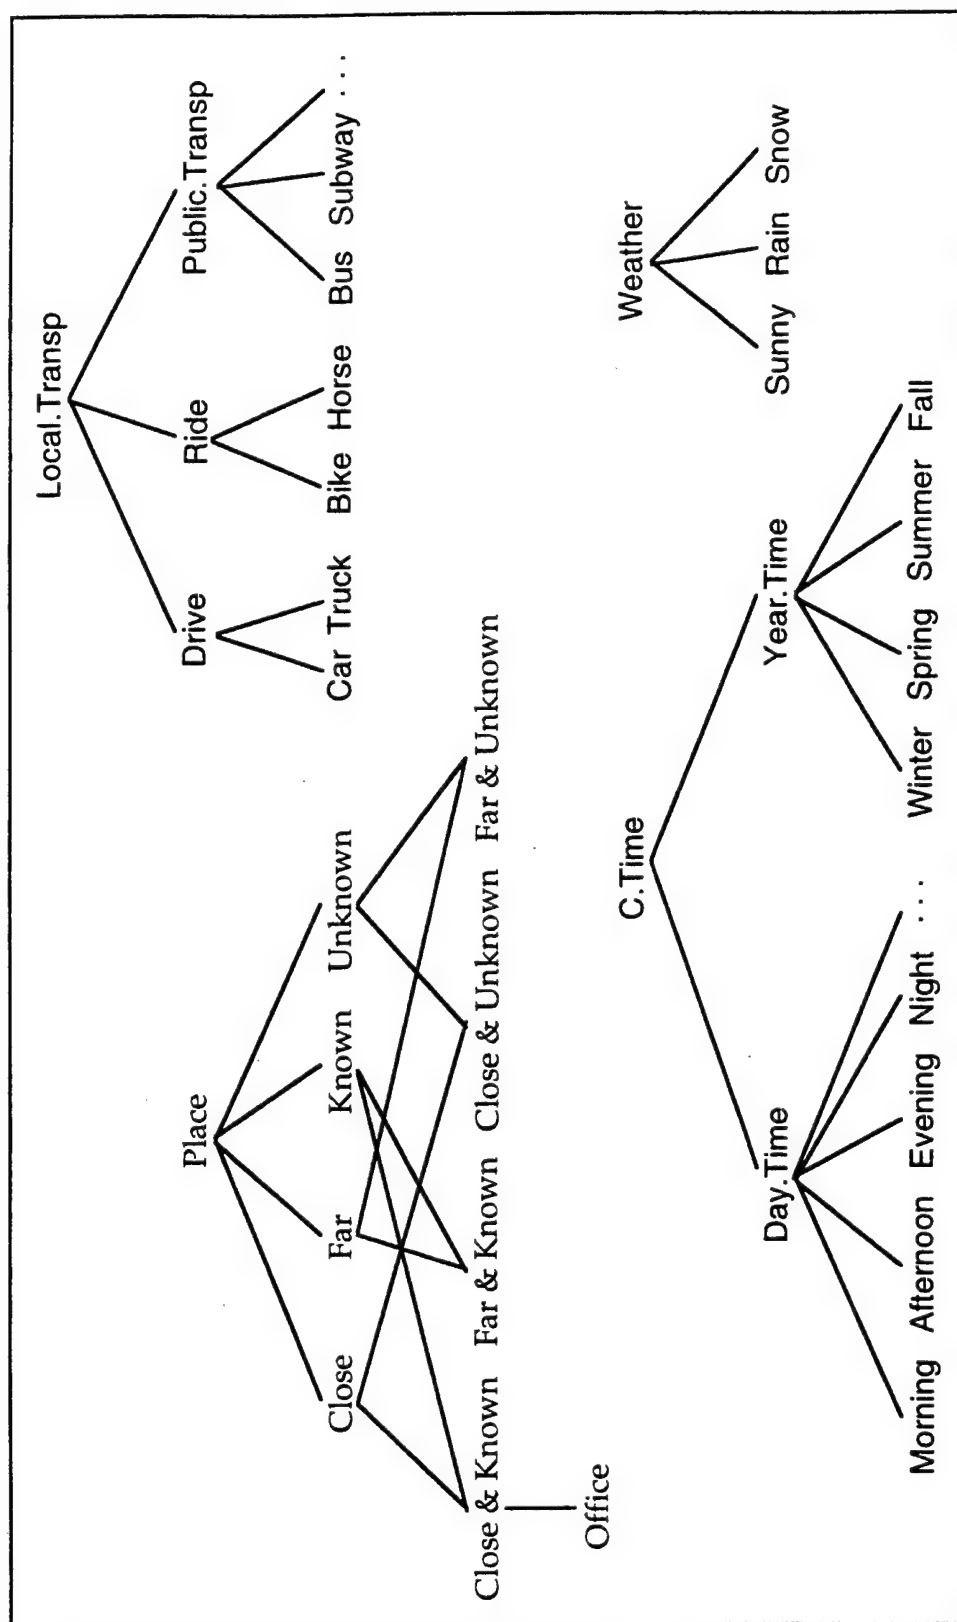 Local.Transp
Drive Ride Public.Transp
Car Truck Bike Horse Bus Subway ...
Place
Close Far Known Unknown
Close & Known Far & Known Close & Unknown Far & Unknown
Office
C.Time
Day.Time Year.Time
Morning Afternoon Evening Night ... Winter Spring Summer Fall
Weather
Sunny Rain Snow